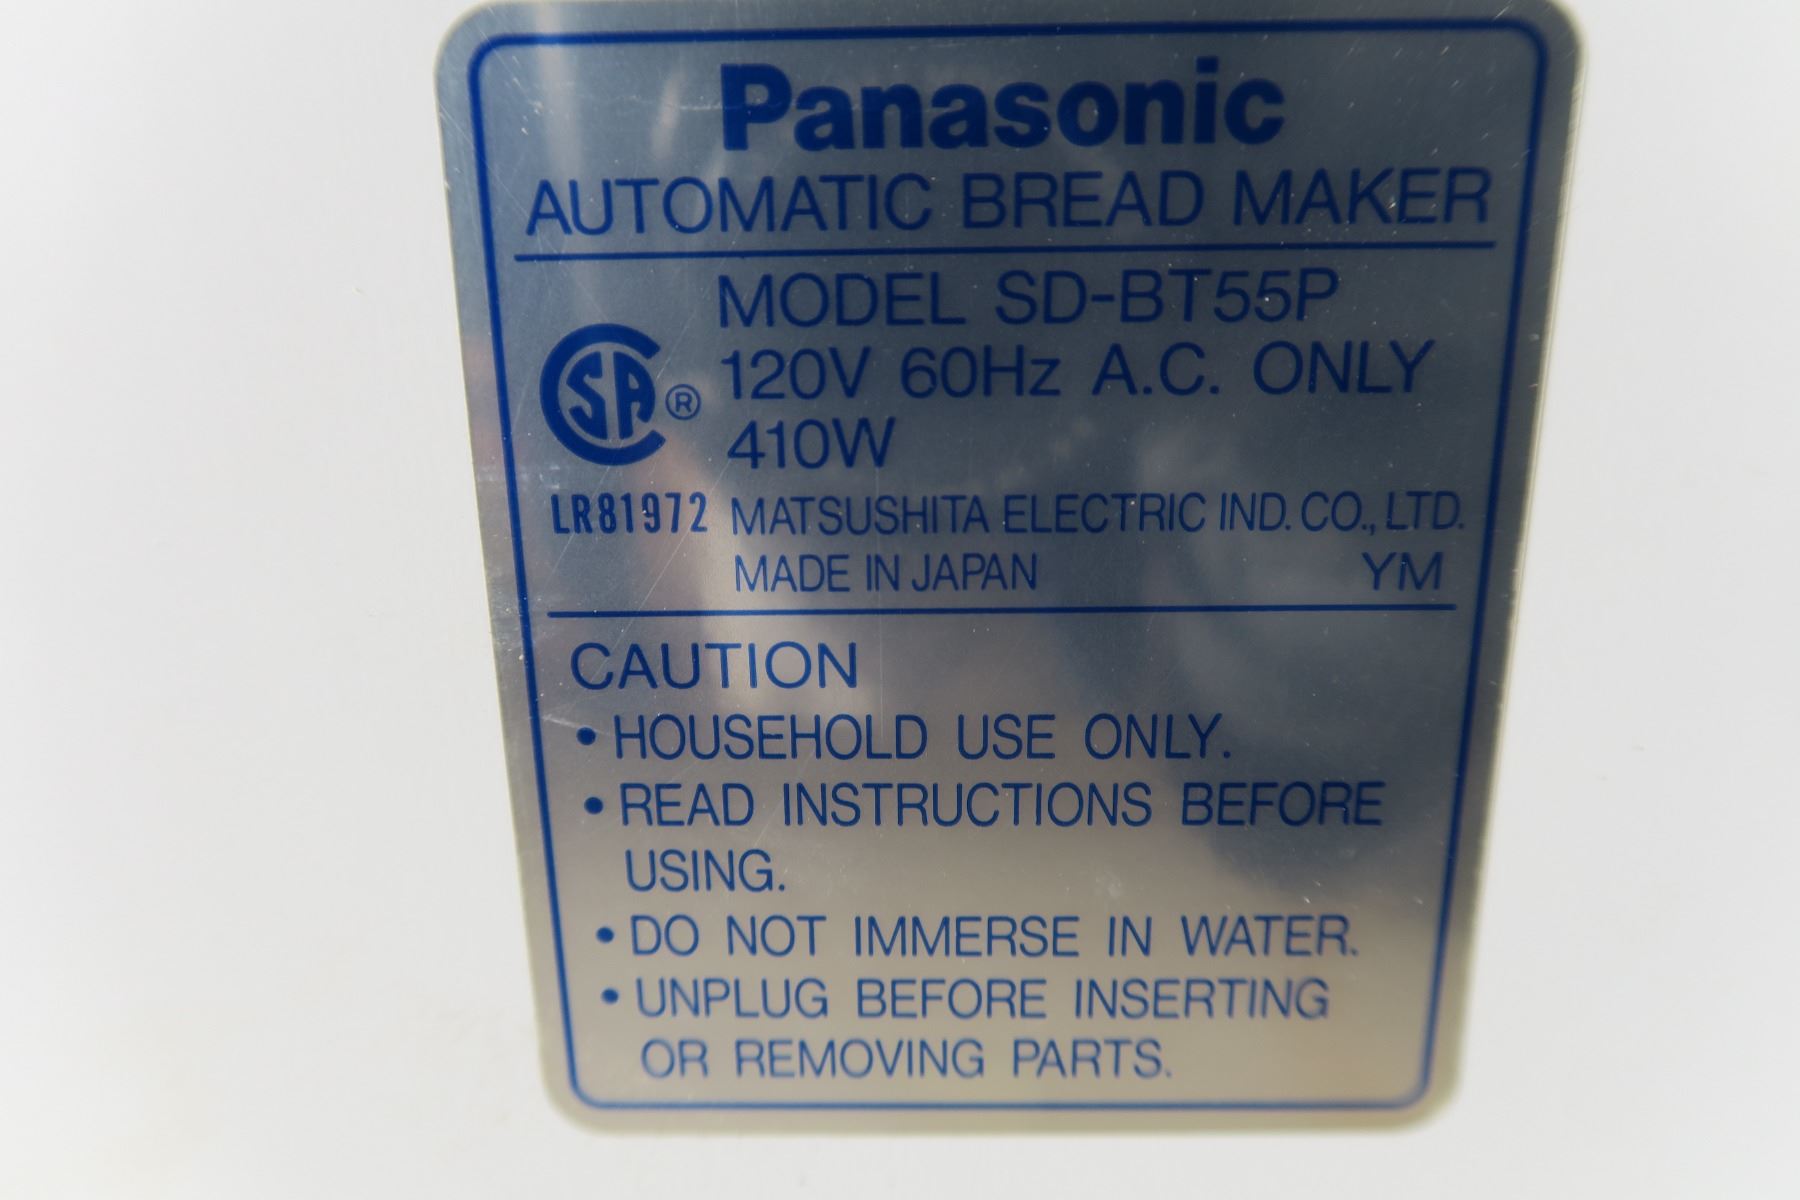 Panasonic
AUTOMATIC BREAD MAKER
MODEL SD-BT55P
SA ® 120V 60Hz A.C. ONLY
410W
LR81972 MATSUSHITA ELECTRIC IND. CO., LTD.
MADE IN JAPAN YM
CAUTION
• HOUSEHOLD USE ONLY.
• READ INSTRUCTIONS BEFORE
USING.
• DO NOT IMMERSE IN WATER.
• UNPLUG BEFORE INSERTING
OR REMOVING PARTS.